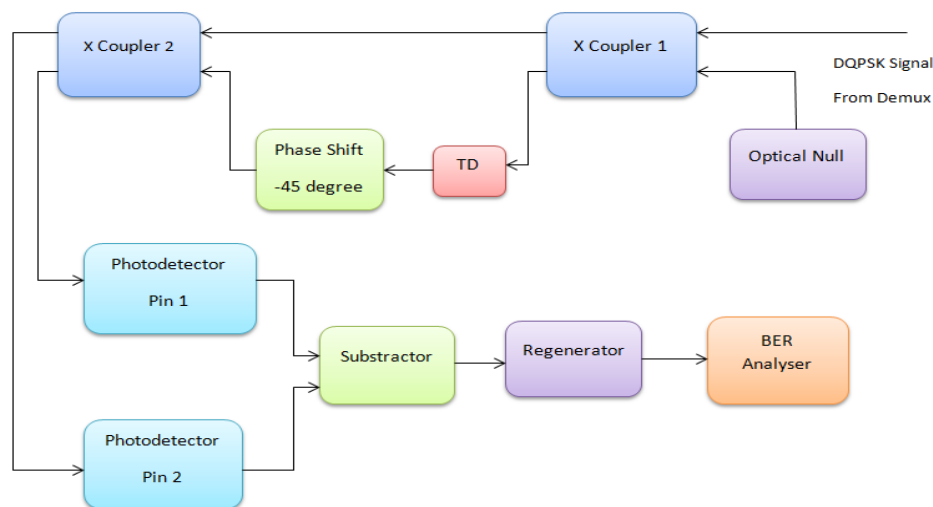 X Coupler 2
X Coupler 1
DQPSK Signal
From Demux
Phase Shift
-45 degree
TD
Optical Null
Photodetector
Pin 1
Substractor
Regenerator
BER
Analyser
Photodetector
Pin 2